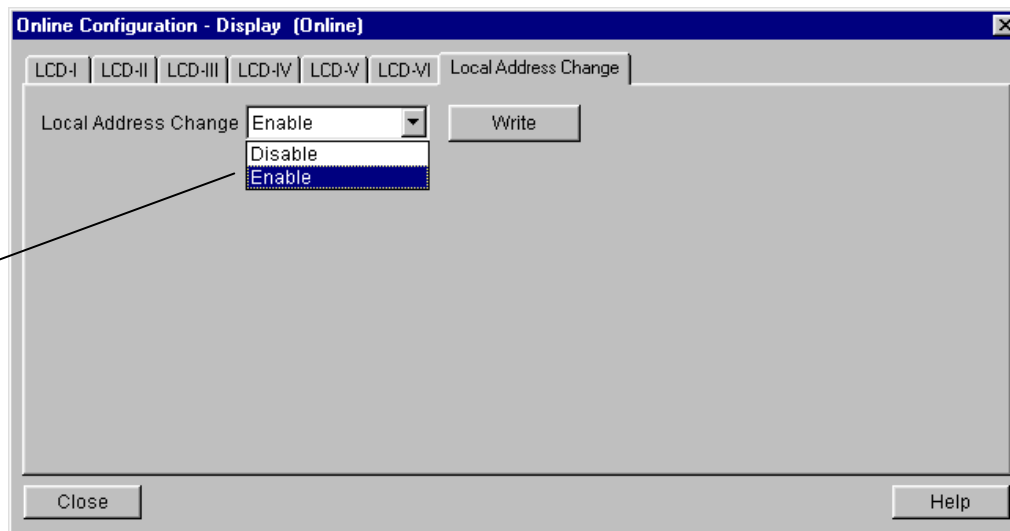 Online Configuration - Display (Online)
LCD-I LCD-II LCD-III LCD-IV LCD-V LCD-VI Local Address Change
Local Address Change Enable Write
Disable
Enable
Close Help